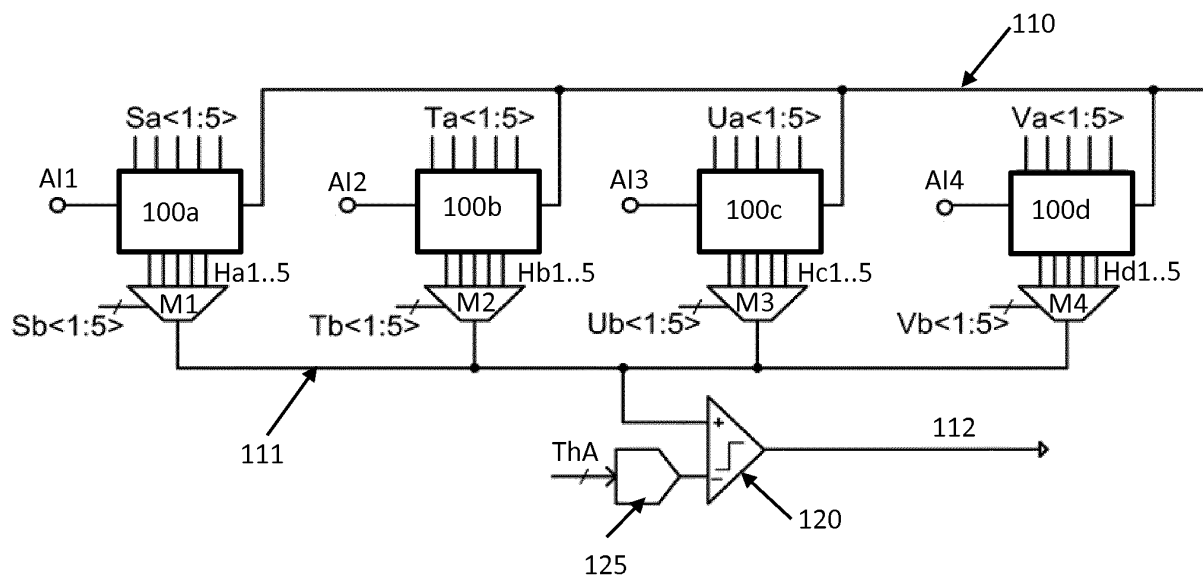 110
Sa<1:5> Ta<1:5> Ua<1:5> Va<1:5>
AI1 AI2 AI3 AI4
100a 100b 100c 100d
Ha1..5 Hb1..5 Hc1..5 Hd1..5
M1 M2 M3 M4
Sb<1:5> Tb<1:5> Ub<1:5> Vb<1:5>
111
+
112
ThA
−
120
125